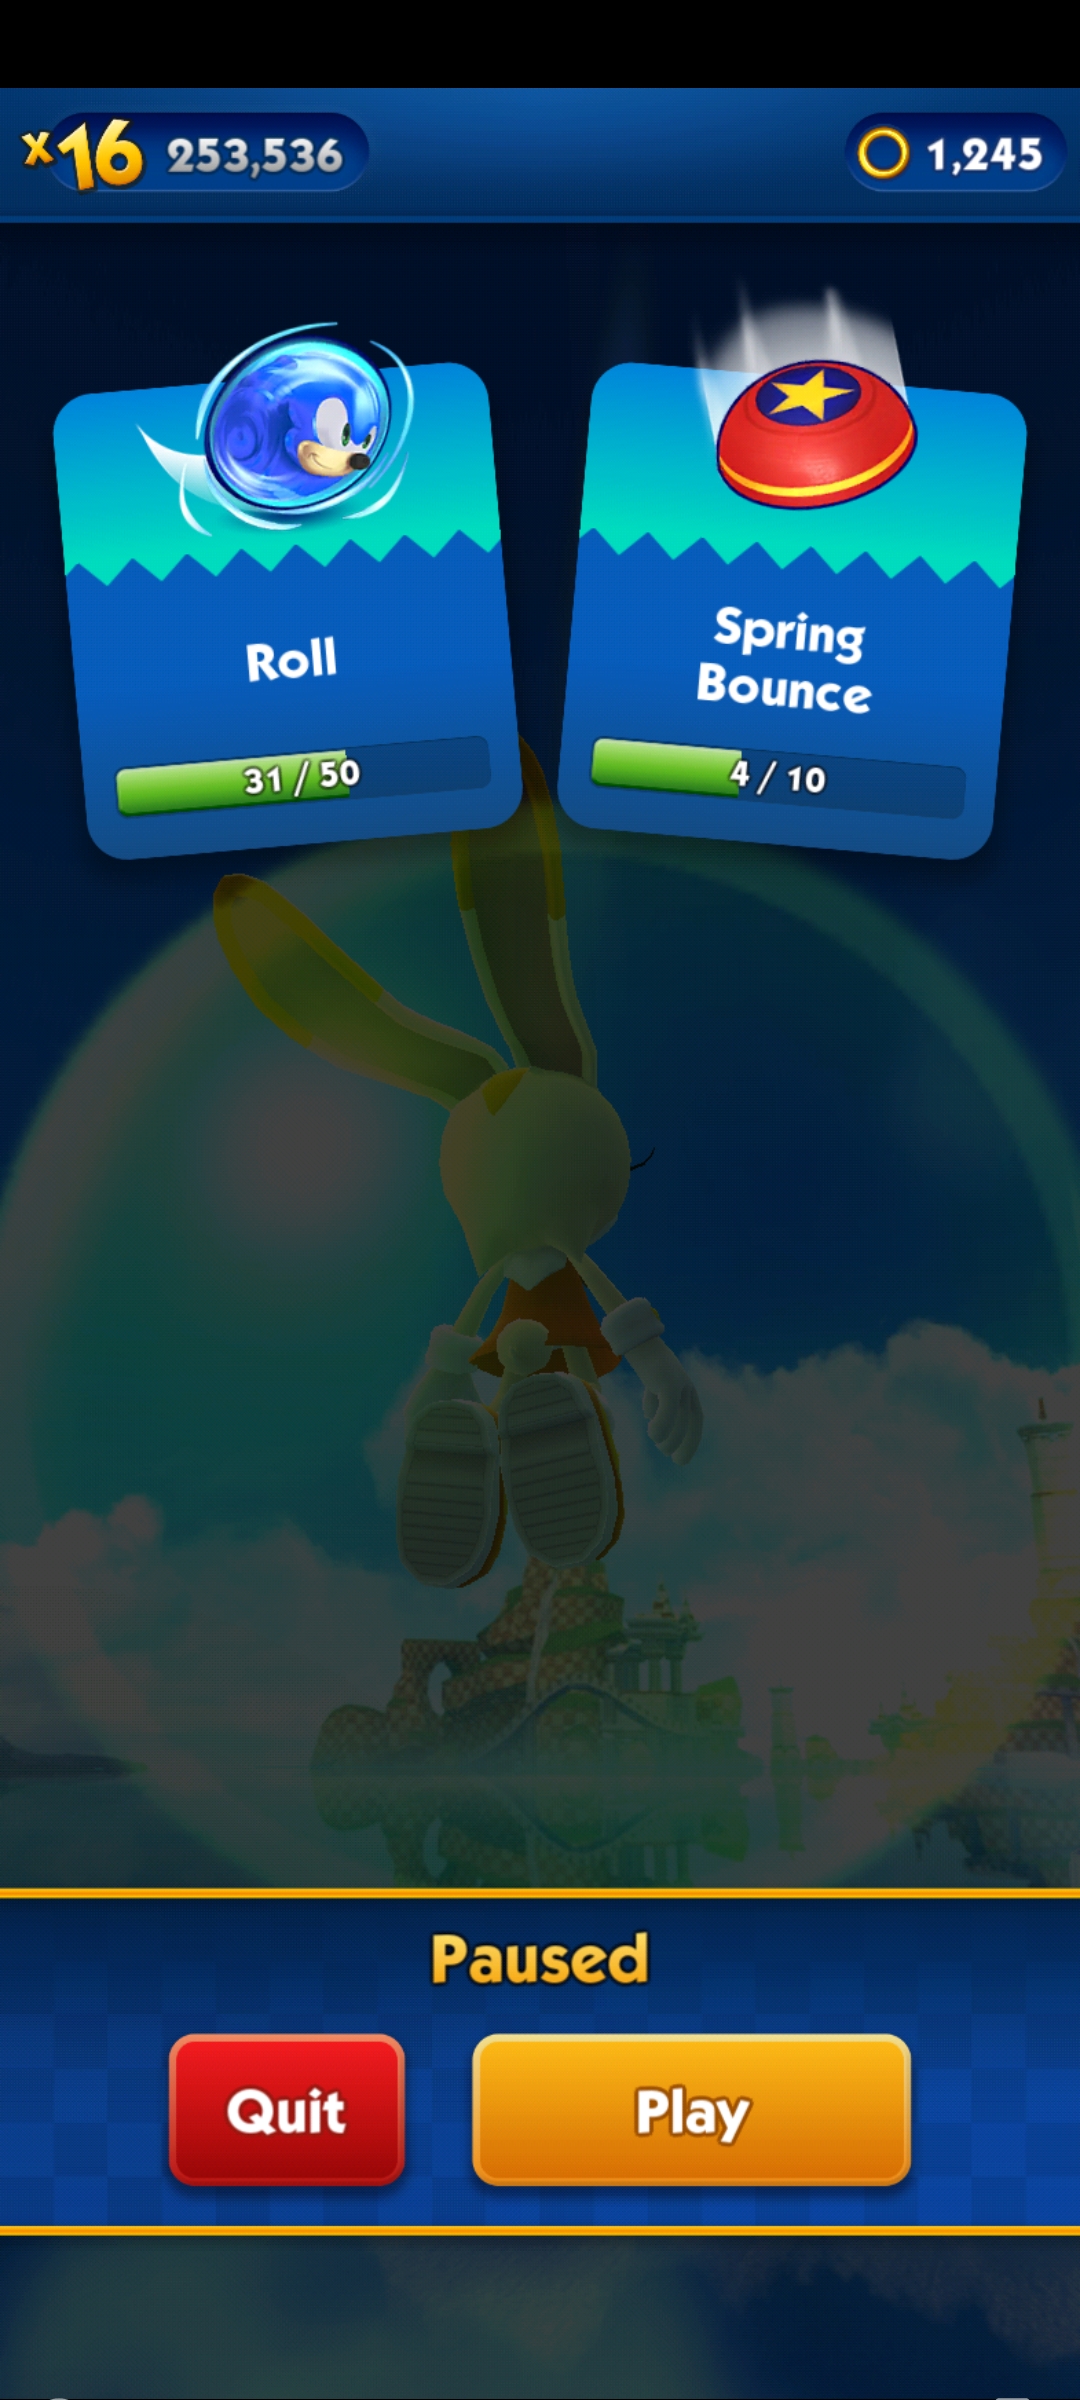 x16 253,536
1,245
Roll
31 / 50
Spring
Bounce
4 / 10
Paused
Quit
Play